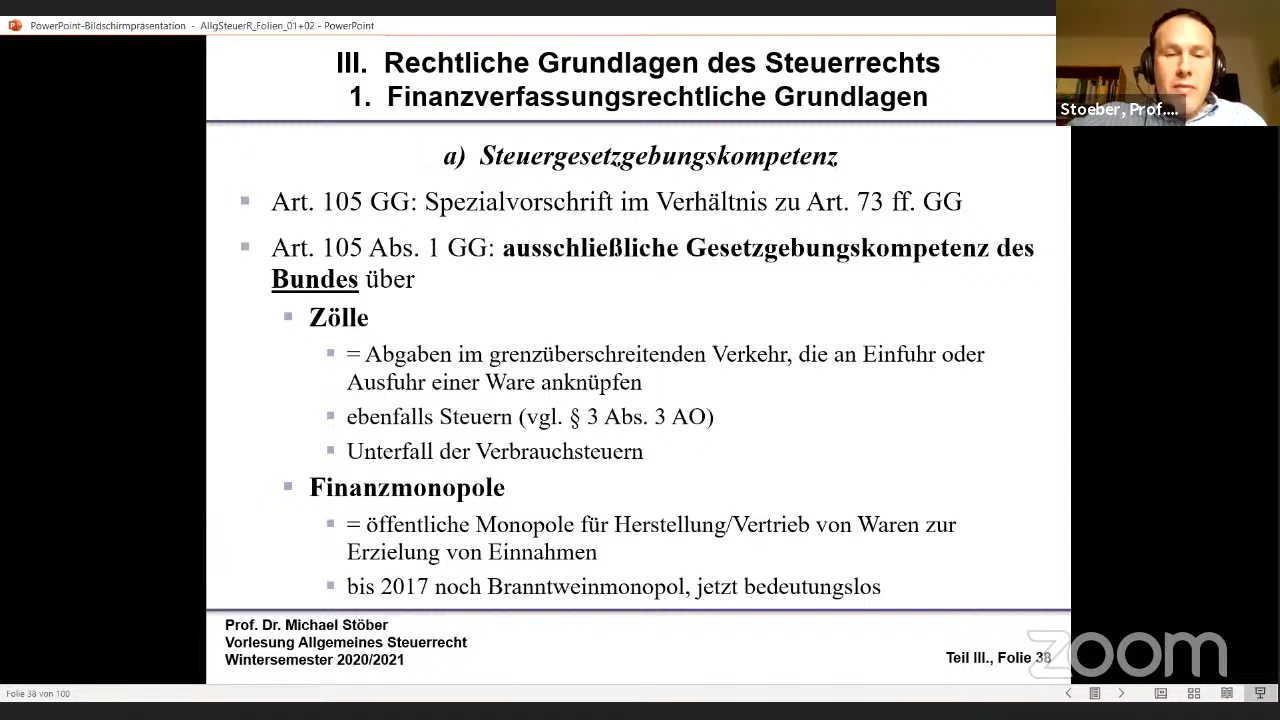 PowerPoint-Bildschirmpräsentation - AllgSteuerR_Folien_01+02 - PowerPoint
III. Rechtliche Grundlagen des Steuerrechts
1. Finanzverfassungsrechtliche Grundlagen
Stoeber, Prof....
a) Steuergesetzgebungskompetenz
Art. 105 GG: Spezialvorschrift im Verhältnis zu Art. 73 ff. GG
Art. 105 Abs. 1 GG: ausschließliche Gesetzgebungskompetenz des
Bundes über
Zölle
= Abgaben im grenzüberschreitenden Verkehr, die an Einfuhr oder
Ausfuhr einer Ware anknüpfen
ebenfalls Steuern (vgl. § 3 Abs. 3 AO)
Unterfall der Verbrauchsteuern
Finanzmonopole
= öffentliche Monopole für Herstellung/Vertrieb von Waren zur
Erzielung von Einnahmen
bis 2017 noch Branntweinmonopol, jetzt bedeutungslos
Prof. Dr. Michael Stöber
Vorlesung Allgemeines Steuerrecht
Wintersemester 2020/2021
Teil III., Folie 38
zoom
Folie 38 von 100